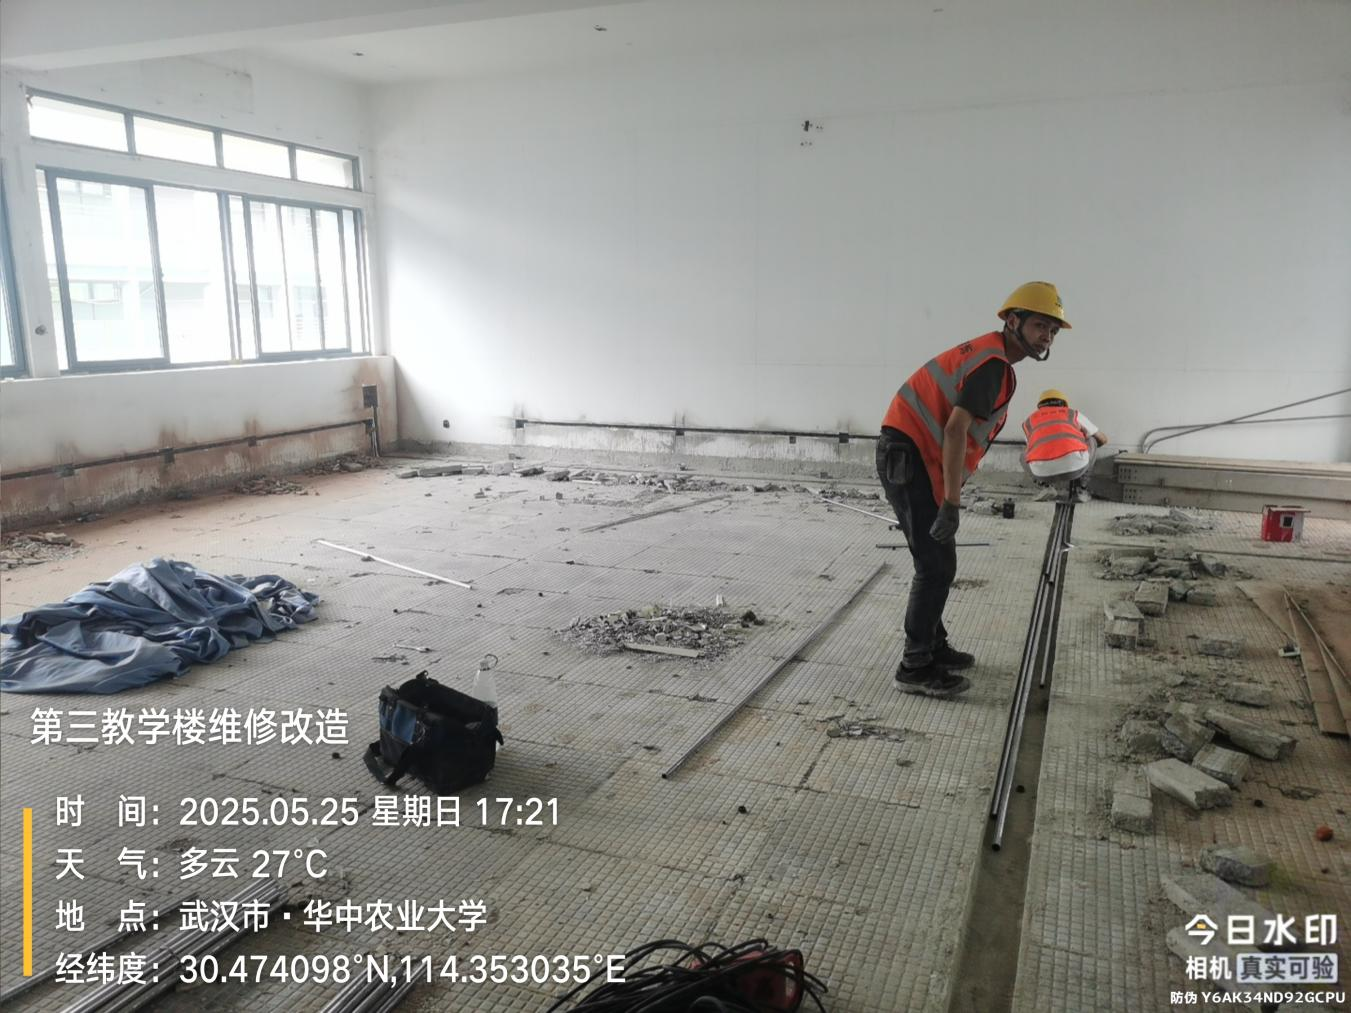 第三教学楼维修改造
时 间：2025.05.25 星期日 17:21
天 气：多云 27°C
地 点：武汉市·华中农业大学
经纬度：30.474098°N,114.353035°E
今日水印
相机 真实可验
防伪 Y6AK34ND92GCPU